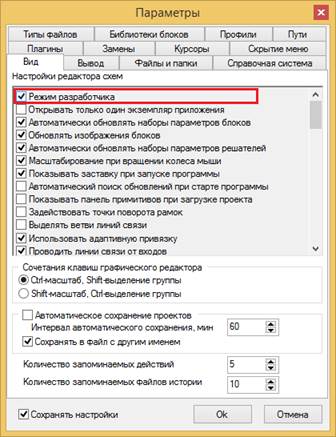 Параметры
Типы файлов Библиотеки блоков Профили Пути
Плагины Замены Курсоры Скрытие меню
Вид Вывод Файлы и папки Справочная система
Настройки редактора схем
Режим разработчика
Открывать только один экземпляр приложения
Автоматически обновлять наборы параметров блоков
Обновлять изображения блоков
Автоматически обновлять наборы параметров решателей
Масштабирование при вращении колеса мыши
Показывать заставку при запуске программы
Автоматический поиск обновлений при старте программы
Показывать панель примитивов при загрузке проекта
Задействовать точки поворота рамок
Выделять ветви линий связи
Использовать адаптивную привязку
Проводить линии связи от входов
Сочетания клавиш графического редактора
Ctrl-масштаб, Shift-выделение группы
Shift-масштаб, Ctrl-выделение группы
Автоматическое сохранение проектов
Интервал автоматического сохранения, мин 60
Сохранять в файл с другим именем
Количество запоминаемых действий 5
Количество запоминаемых файлов истории 10
Сохранять настройки Ok Отмена